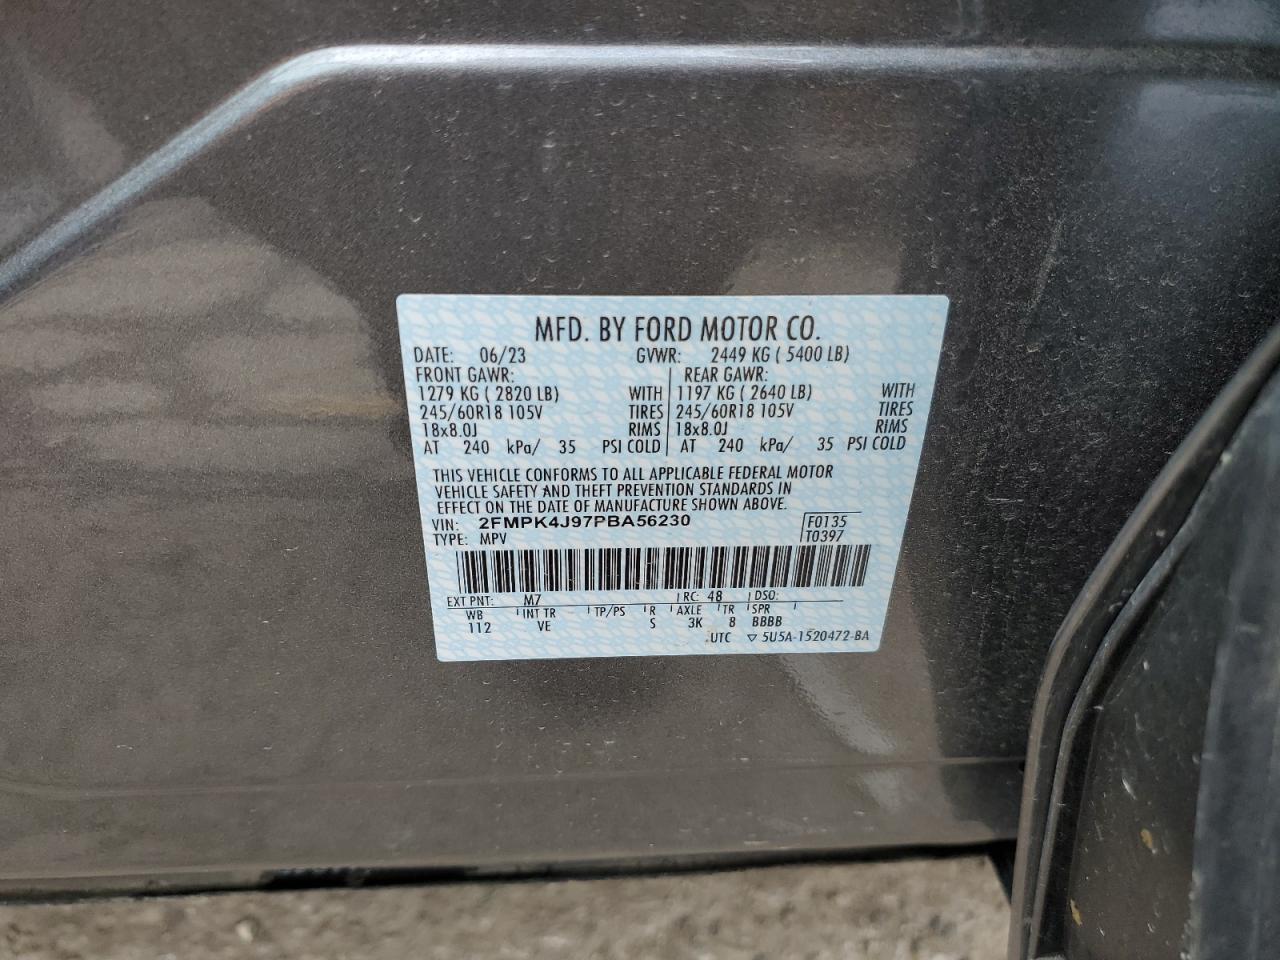 MFD. BY FORD MOTOR CO.
DATE: 06/23 GVWR: 2449 KG ( 5400 LB)
FRONT GAWR: REAR GAWR:
1279 KG ( 2820 LB) WITH 1197 KG ( 2640 LB) WITH
245/60R18 105V TIRES 245/60R18 105V TIRES
18x8.0J RIMS 18x8.0J RIMS
AT 240 kPa/ 35 PSI COLD AT 240 kPa/ 35 PSI COLD
THIS VEHICLE CONFORMS TO ALL APPLICABLE FEDERAL MOTOR
VEHICLE SAFETY AND THEFT PREVENTION STANDARDS IN
EFFECT ON THE DATE OF MANUFACTURE SHOWN ABOVE.
VIN: 2FMPK4J97PBA56230 F0135
TYPE: MPV T0397
EXT PNT: M7 RC: 48 DSO:
WB INT TR TP/PS R AXLE TR SPR
112 VE S 3K 8 BBBB
UTC ▽ 5U5A-1520472-BA